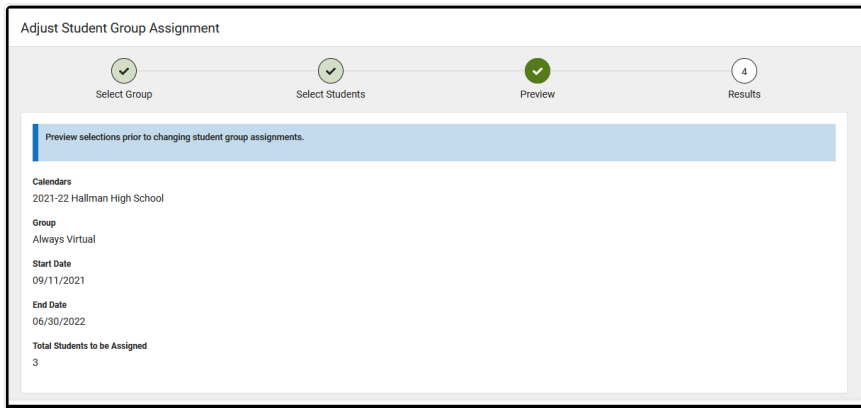 Adjust Student Group Assignment
4
Select Group
Select Students
Preview
Results
Preview selections prior to changing student group assignments.
Calendars
2021-22 Hallman High School
Group
Always Virtual
Start Date
09/11/2021
End Date
06/30/2022
Total Students to be Assigned
3